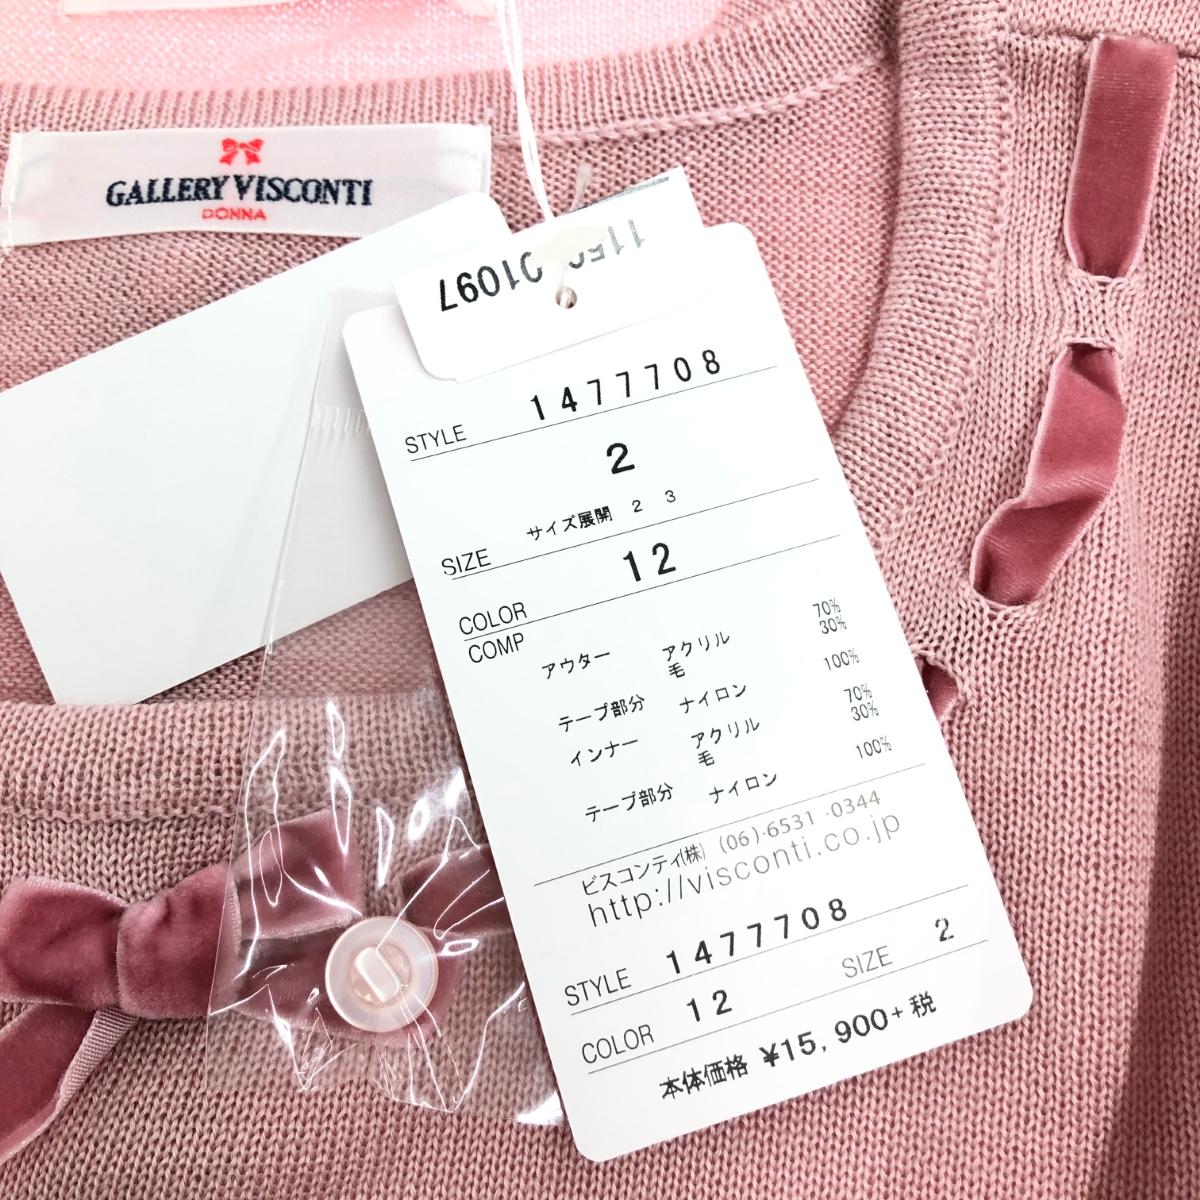 GALLERY VISCONTI
DONNA
01097
STYLE 1477708
2
サイズ展開 2 3
SIZE
12
COLOR
COMP
アウター アクリル 70%
毛 30%
テープ部分 ナイロン 100%
インナー アクリル 70%
毛 30%
テープ部分 ナイロン 100%
ビスコンティ(株) (06)-6531-0344
http://visconti.co.jp
STYLE 1477708
COLOR 12 SIZE 2
本体価格 ¥15,900+税